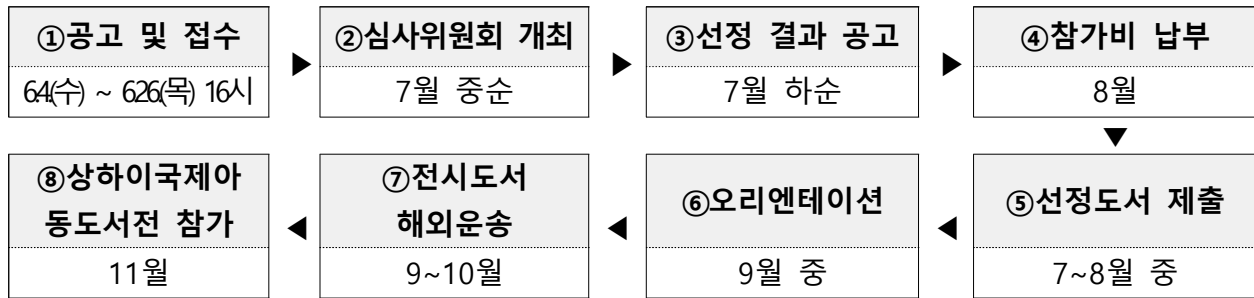 ①공고 및 접수
6.4.(수) ~ 6.26(목) 16시
▶
②심사위원회 개최
7월 중순
▶
③선정 결과 공고
7월 하순
▶
④참가비 납부
8월
▼
⑤선정도서 제출
7~8월 중
◀
⑥오리엔테이션
9월 중
◀
⑦전시도서
해외운송
9~10월
◀
⑧상하이국제아
동도서전 참가
11월